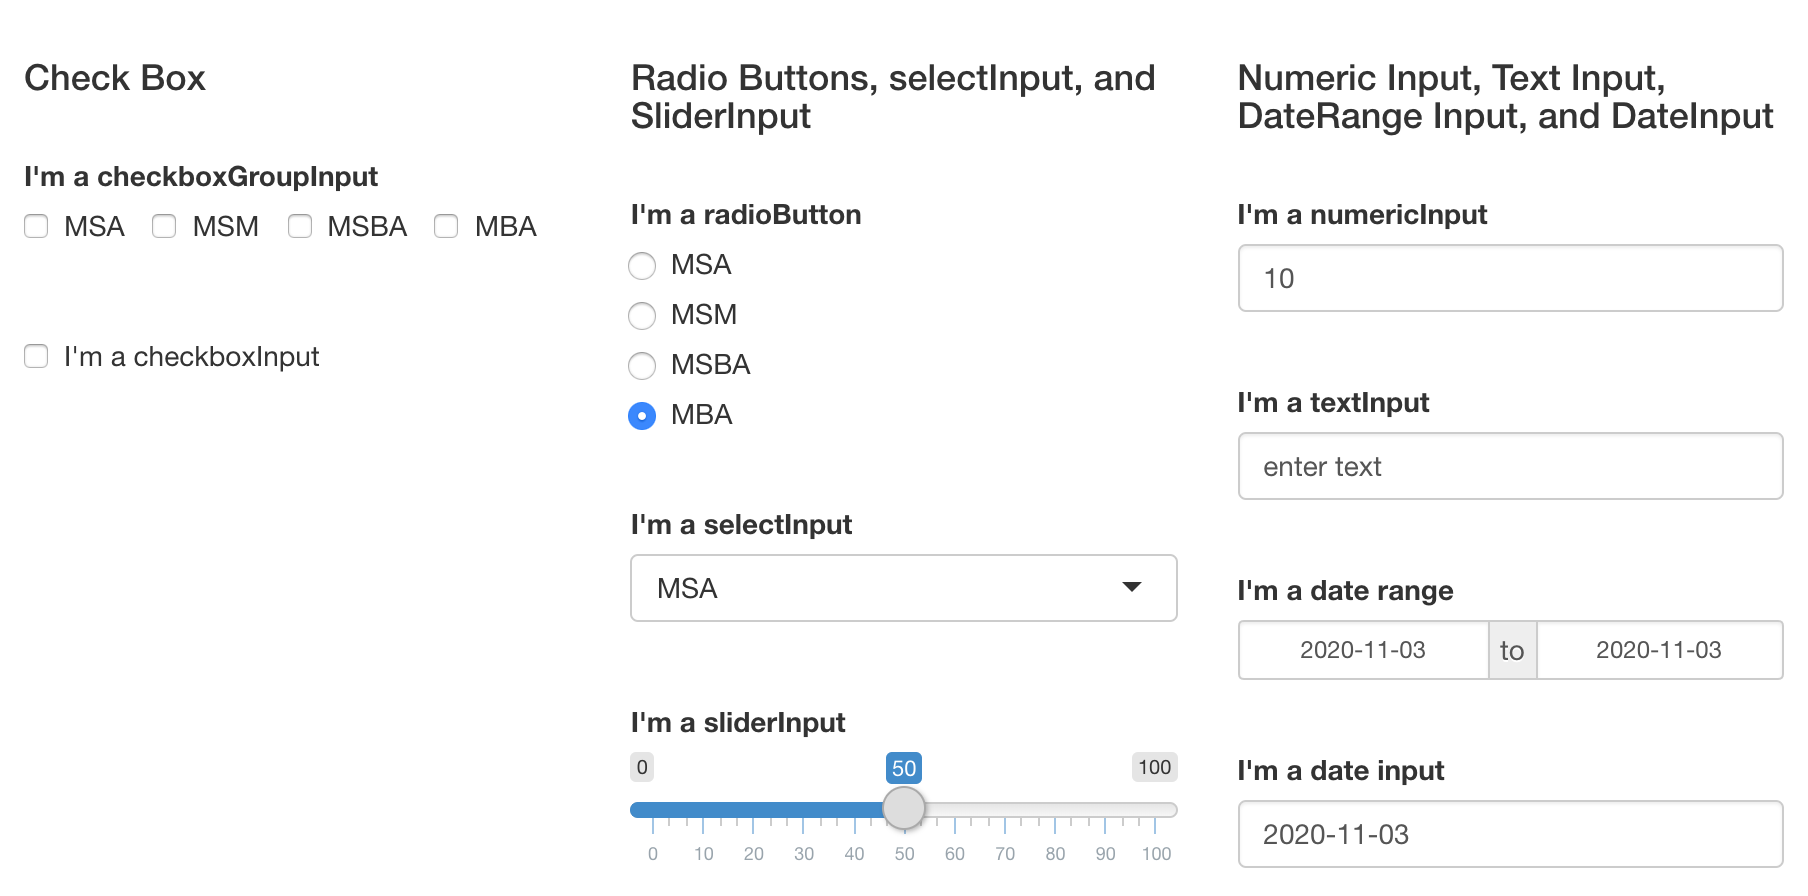 Check Box
I'm a checkboxGroupInput
MSA MSM MSBA MBA
I'm a checkboxInput
Radio Buttons, selectInput, and
SliderInput
I'm a radioButton
MSA
MSM
MSBA
MBA
I'm a selectInput
MSA
I'm a sliderInput
0 50 100
0 10 20 30 40 50 60 70 80 90 100
Numeric Input, Text Input,
DateRange Input, and DateInput
I'm a numericInput
10
I'm a textInput
enter text
I'm a date range
2020-11-03 to 2020-11-03
I'm a date input
2020-11-03